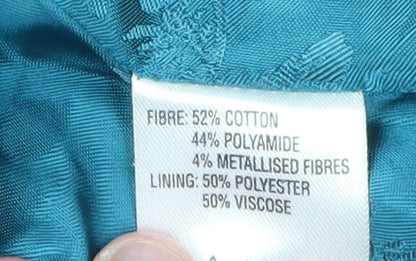 FIBRE: 52% COTTON
44% POLYAMIDE
4% METALLISED FIBRES
LINING: 50% POLYESTER
50% VISCOSE